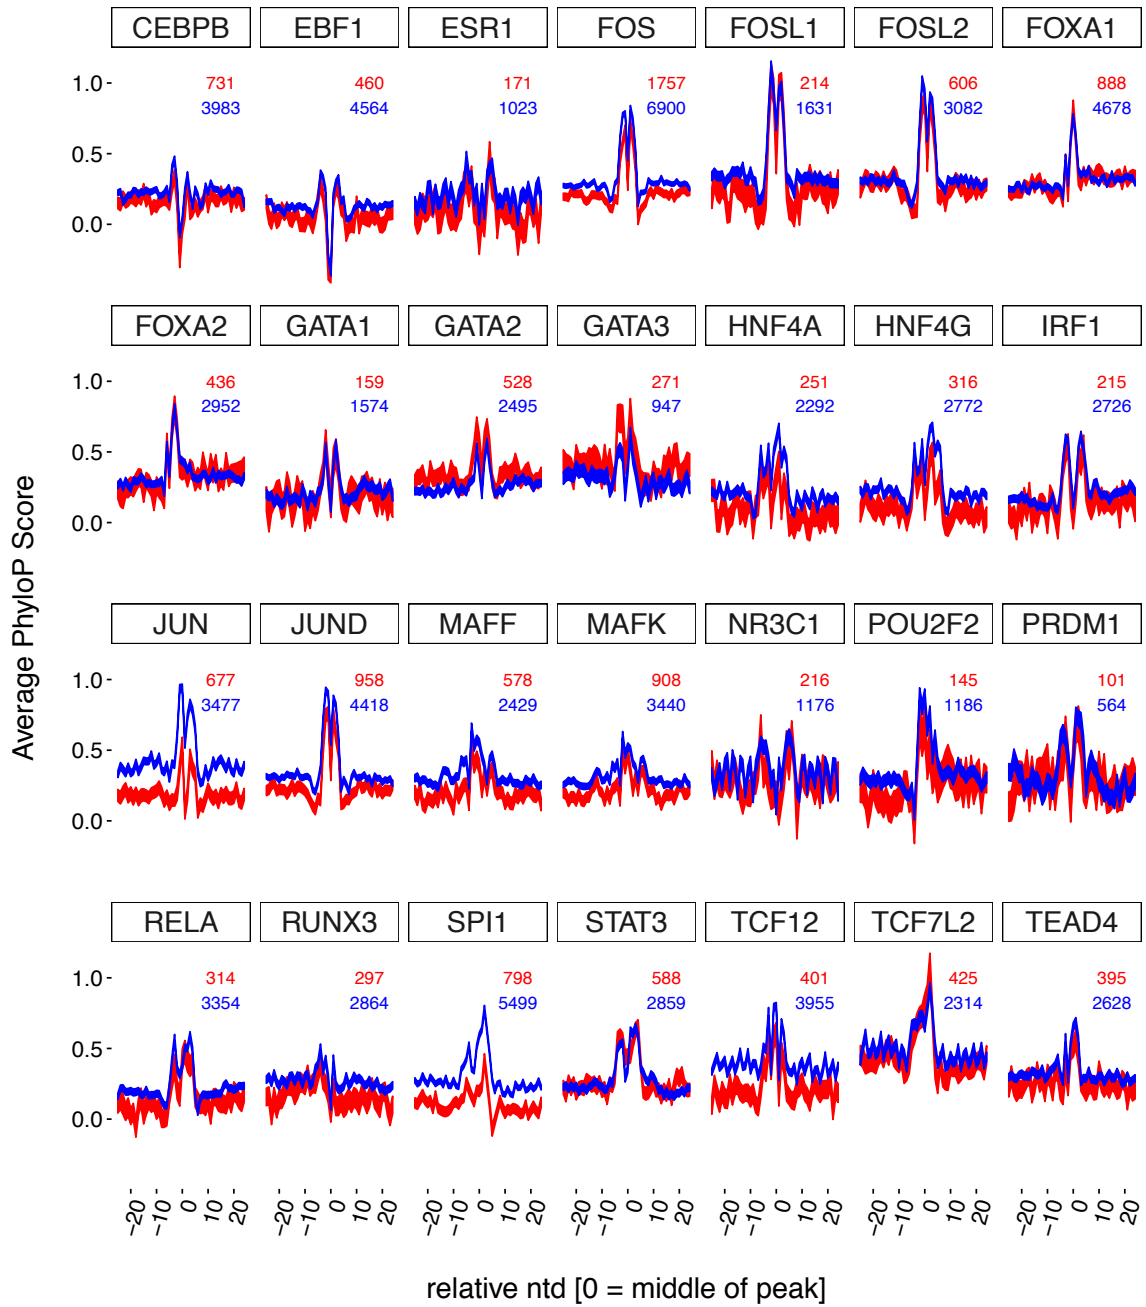 CEBPB EBF1 ESR1 FOS FOSL1 FOSL2 FOXA1
1.0 731 460 171 1757 214 606 888
3983 4564 1023 6900 1631 3082 4678
0.5
0.0
FOXA2 GATA1 GATA2 GATA3 HNF4A HNF4G IRF1
1.0 436 159 528 271 251 316 215
2952 1574 2495 947 2292 2772 2726
0.5
0.0
Average PhyloP Score
JUN JUND MAFF MAFK NR3C1 POU2F2 PRDM1
1.0 677 958 578 908 216 145 101
3477 4418 2429 3440 1176 1186 564
0.5
0.0
RELA RUNX3 SPI1 STAT3 TCF12 TCF7L2 TEAD4
1.0 314 297 798 588 401 425 395
3354 2864 5499 2859 3955 2314 2628
0.5
0.0
−20 −10 0 10 20 −20 −10 0 10 20 −20 −10 0 10 20 −20 −10 0 10 20 −20 −10 0 10 20 −20 −10 0 10 20 −20 −10 0 10 20
relative ntd [0 = middle of peak]